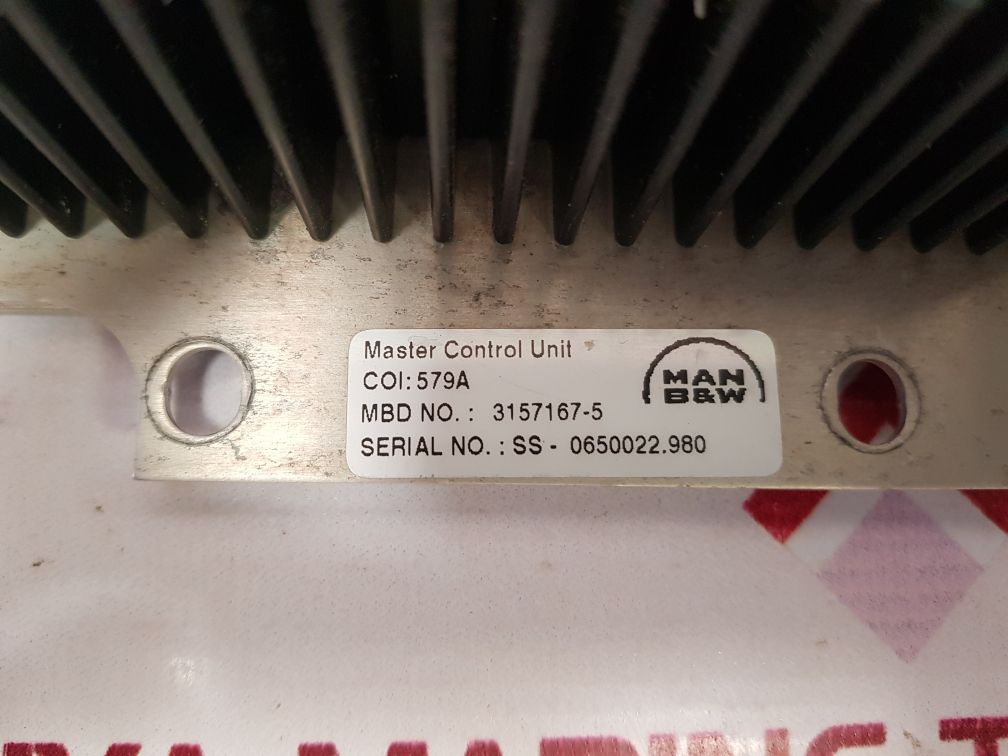 Master Control Unit
COI: 579A
MBD NO. : 3157167-5
SERIAL NO. : SS - 0650022.980
MAN
B&W